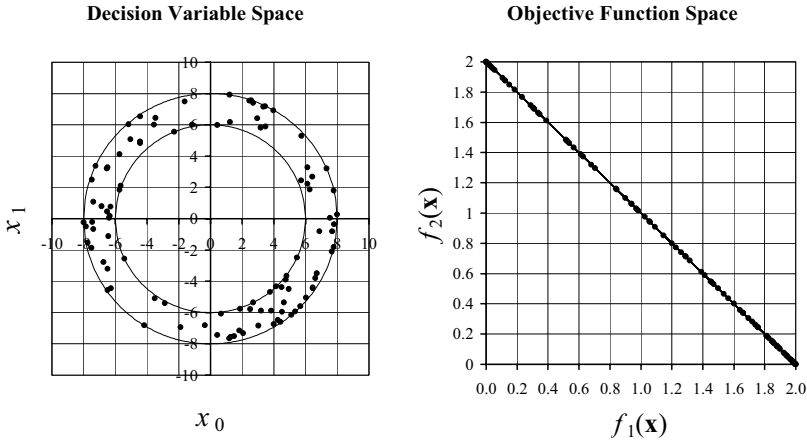 Decision Variable Space
10
8
6
4
2
0
-2
-4
-6
-8
-10
-10 -8 -6 -4 -2 0 2 4 6 8 10
x 1
x 0
Objective Function Space
2
1.8
1.6
1.4
1.2
1
0.8
0.6
0.4
0.2
0
0.0 0.2 0.4 0.6 0.8 1.0 1.2 1.4 1.6 1.8 2.0
f2(x)
f1(x)